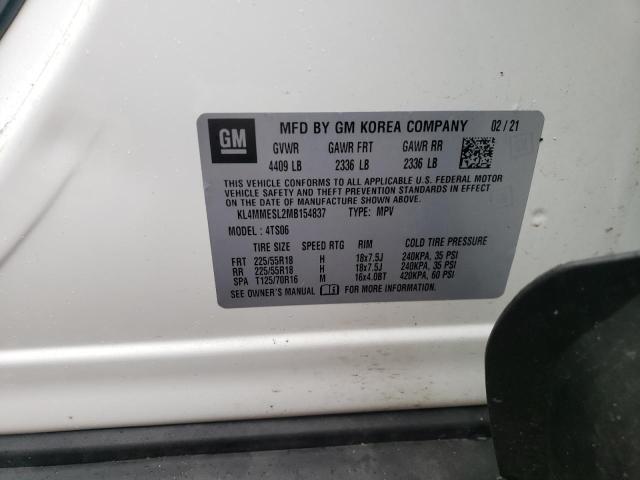 GM MFD BY GM KOREA COMPANY 02/21
GVWR GAWR FRT GAWR RR
4409 LB 2336 LB 2336 LB
THIS VEHICLE CONFORMS TO ALL APPLICABLE U.S. FEDERAL MOTOR
VEHICLE SAFETY AND THEFT PREVENTION STANDARDS IN EFFECT
ON THE DATE OF MANUFACTURE SHOWN ABOVE.
KL4MMESL2MB154837 TYPE: MPV
MODEL: 4TS06
TIRE SIZE SPEED RTG RIM COLD TIRE PRESSURE
FRT 225/55R18 H 18x7.5J 240KPA, 35 PSI
RR 225/55R18 H 18x7.5J 240KPA, 35 PSI
SPA T125/70R16 M 16x4.0BT 420KPA, 60 PSI
SEE OWNER'S MANUAL FOR MORE INFORMATION.